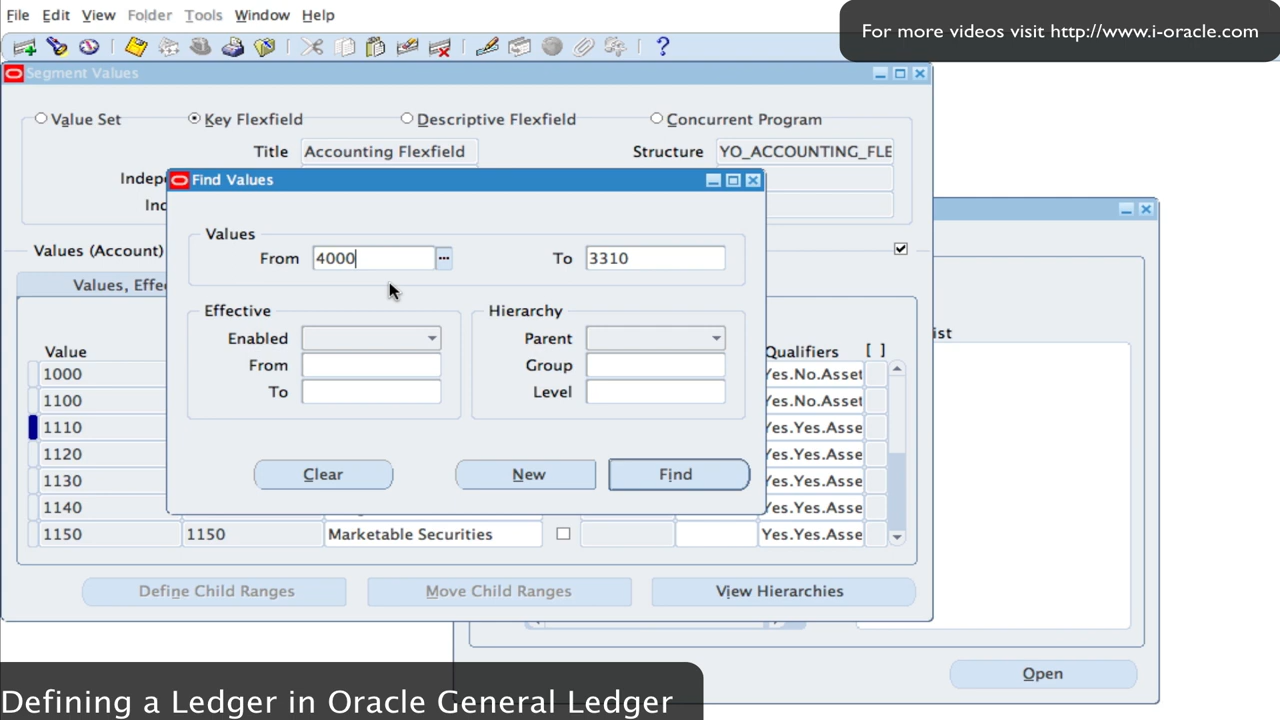 File Edit View Folder Tools Window Help
For more videos visit http://www.i-oracle.com
Segment Values
Value Set Key Flexfield Descriptive Flexfield Concurrent Program
Title Accounting Flexfield Structure YO_ACCOUNTING_FLE
Indepe
Ind
Find Values
Values
From 4000 ... To 3310
Effective Hierarchy
Enabled Parent
From Group
To Level
Clear New Find
Values (Account)
Values, Effec
Value Qualifiers [ ]
1000 Yes.No.Asset
1100 Yes.No.Asset
1110 Yes.Yes.Asse
1120 Yes.Yes.Asse
1130 Yes.Yes.Asse
1140 Yes.Yes.Asse
1150 1150 Marketable Securities Yes.Yes.Asse
Define Child Ranges Move Child Ranges View Hierarchies
ist
Open
Defining a Ledger in Oracle General Ledger